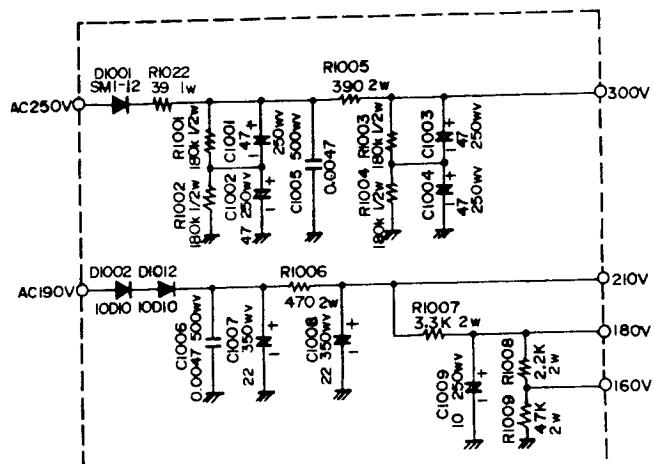 D1001
SM1-12
R1022
39 1w
R1005
390 2w
AC250V
300V
R1001
180k 1/2w
C1001
47 250wv
+
R1002
180k 1/2w
C1002
47 250wv
+
C1005 500wv
0.0047
R1003
180k 1/2w
C1003
47
250wv
+
R1004
180k 1/2w
C1004
47
250wv
+
D1002 D1012
10D10 10D10
R1006
470 2w
AC190V
210V
R1007
3.3K 2w
180V
160V
C1006
0.0047 500wv
C1007
22 350wv
+
C1008
22 350wv
+
C1009
10 250wv
+
R1008
2.2K
2w
R1009
47K
2w